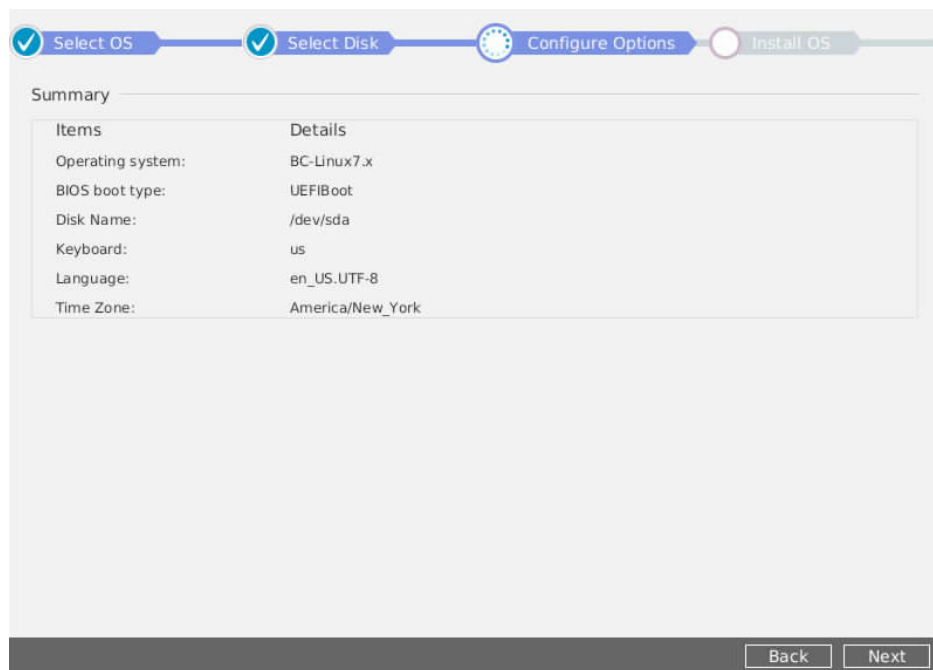 Select OS Select Disk Configure Options Install OS
Summary
Items Details
Operating system: BC-Linux7.x
BIOS boot type: UEFIBoot
Disk Name: /dev/sda
Keyboard: us
Language: en_US.UTF-8
Time Zone: America/New_York
Back Next